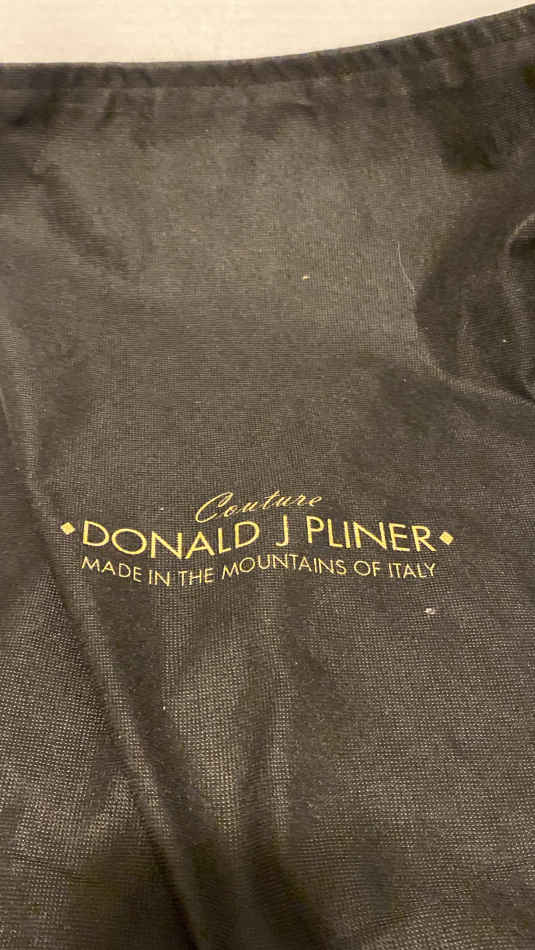 Couture
◆DONALD J PLINER◆
MADE IN THE MOUNTAINS OF ITALY